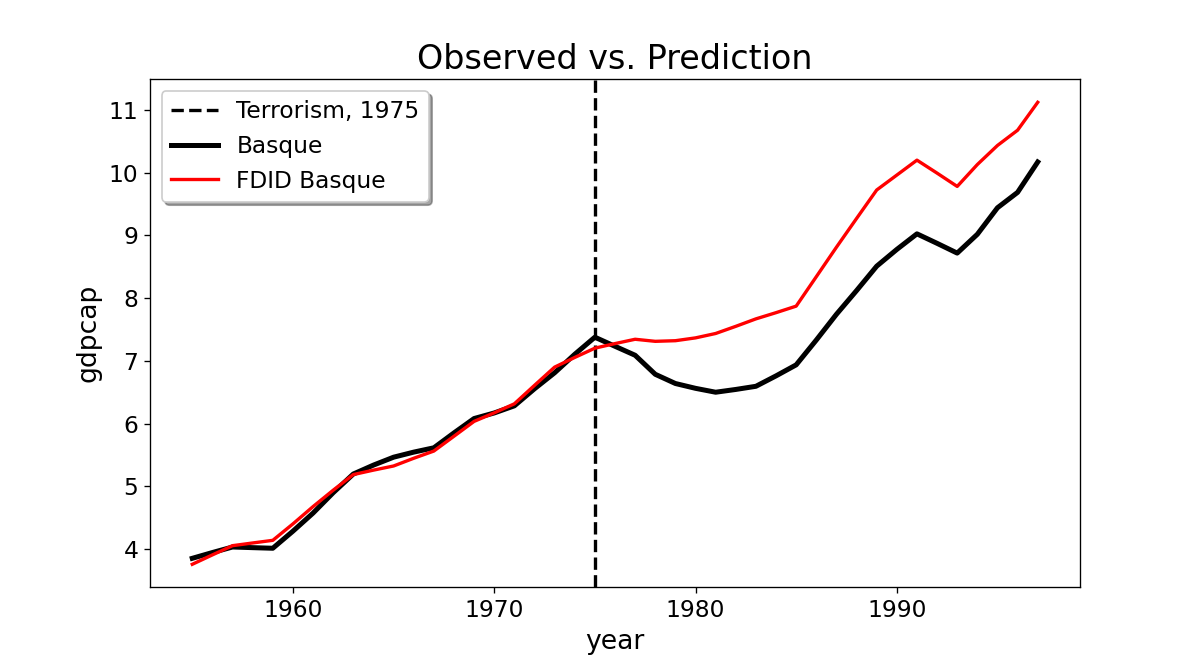 Observed vs. Prediction
Terrorism, 1975
Basque
FDID Basque
11
10
9
8
7
6
5
4
gdpcap
1960
1970
1980
1990
year